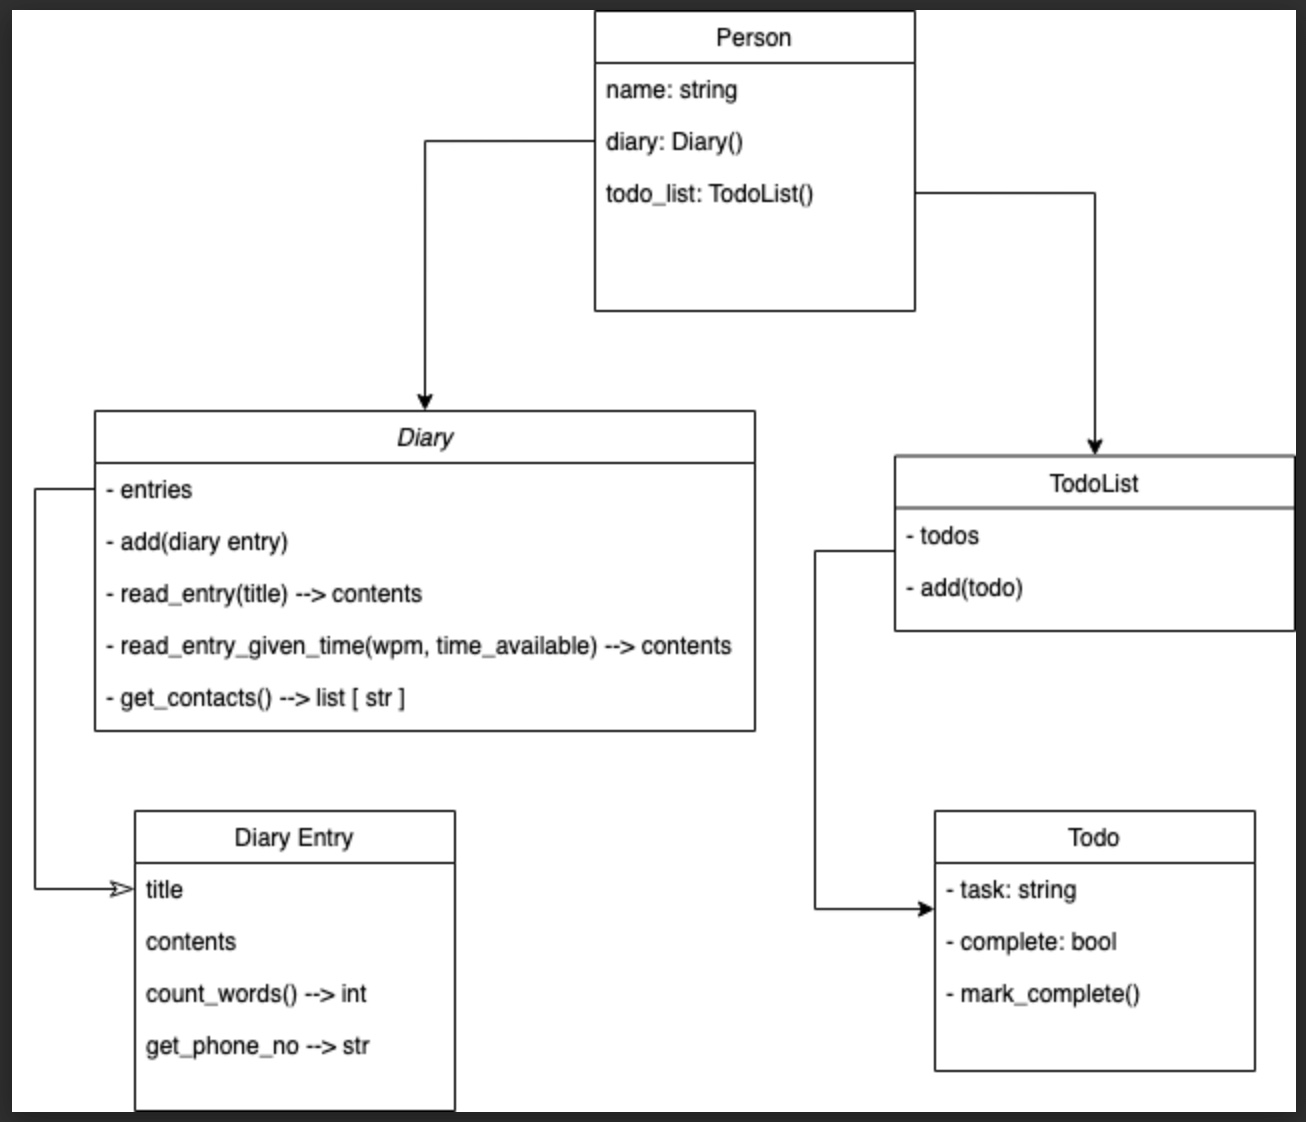 Person
name: string
diary: Diary()
todo_list: TodoList()
Diary
- entries
- add(diary entry)
- read_entry(title) --> contents
- read_entry_given_time(wpm, time_available) --> contents
- get_contacts() --> list [ str ]
TodoList
- todos
- add(todo)
Diary Entry
title
contents
count_words() --> int
get_phone_no --> str
Todo
- task: string
- complete: bool
- mark_complete()